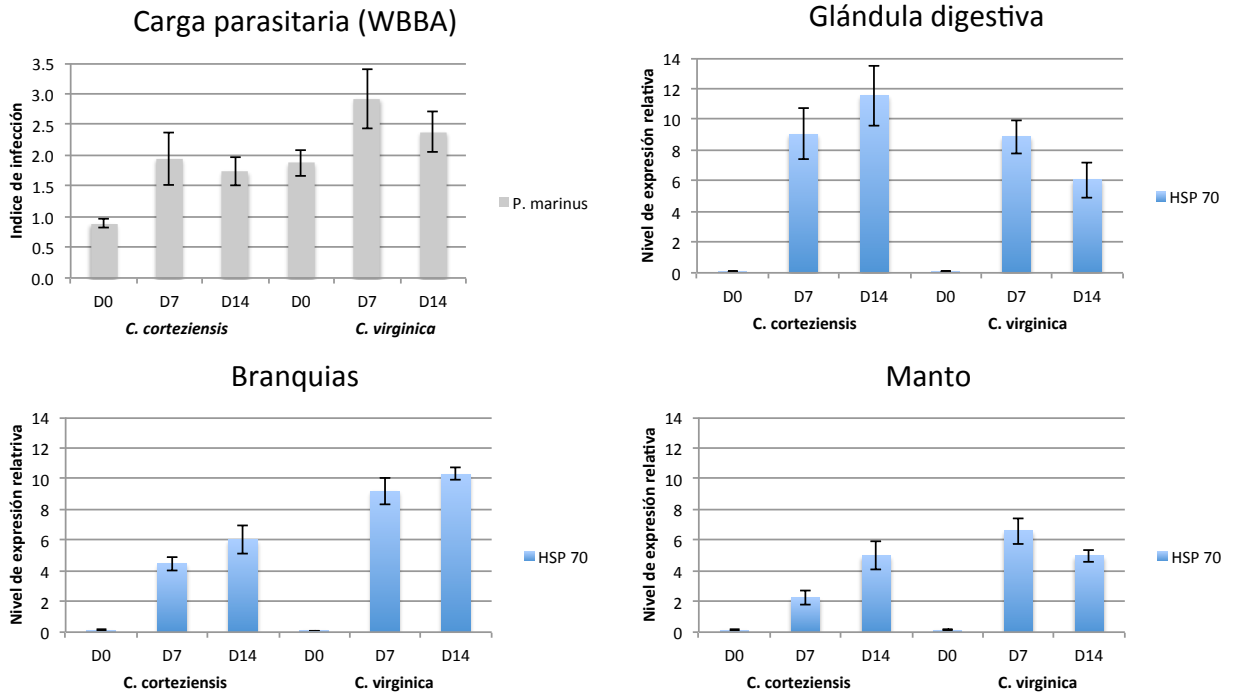 Carga parasitaria (WBBA)
Indice de infección
3.5
3.0
2.5
2.0
1.5
1.0
0.5
0.0
D0 D7 D14 D0 D7 D14
C. corteziensis C. virginica
P. marinus
Glándula digestiva
Nivel de expresión relativa
14
12
10
8
6
4
2
0
D0 D7 D14 D0 D7 D14
C. corteziensis C. virginica
HSP 70
Branquias
Nivel de expresión relatriva
14
12
10
8
6
4
2
0
D0 D7 D14 D0 D7 D14
C. corteziensis C. virginica
HSP 70
Manto
Nivel de expresión relativa
14
12
10
8
6
4
2
0
D0 D7 D14 D0 D7 D14
C. corteziensis C. virginica
HSP 70